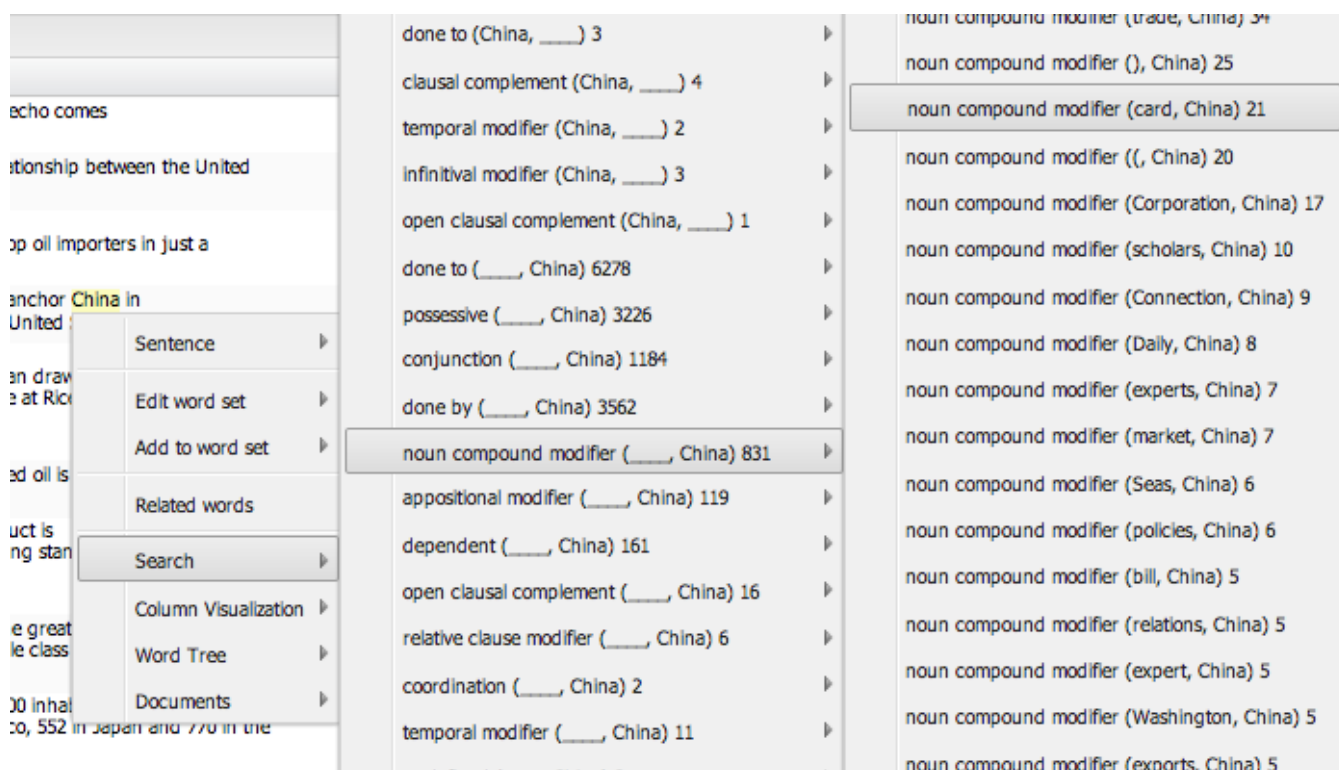 echo comes
ationship between the United
op oil importers in just a
anchor China in
United
an draw
e at Rice
ed oil is
uct is
ng stan
e great
le class
00 inhal
co, 552 in Japan and 770 in the
Sentence
Edit word set
Add to word set
Related words
Search
Column Visualization
Word Tree
Documents
done to (China, ____) 3
clausal complement (China, ____) 4
temporal modifier (China, ____) 2
infinitival modifier (China, ____) 3
open clausal complement (China, ____) 1
done to (____, China) 6278
possessive (____, China) 3226
conjunction (____, China) 1184
done by (____, China) 3562
noun compound modifier (____, China) 831
appositional modifier (____, China) 119
dependent (____, China) 161
open clausal complement (____, China) 16
relative clause modifier (____, China) 6
coordination (____, China) 2
temporal modifier (____, China) 11
noun compound modifier (trade, China) 34
noun compound modifier (), China) 25
noun compound modifier (card, China) 21
noun compound modifier ((, China) 20
noun compound modifier (Corporation, China) 17
noun compound modifier (scholars, China) 10
noun compound modifier (Connection, China) 9
noun compound modifier (Daily, China) 8
noun compound modifier (experts, China) 7
noun compound modifier (market, China) 7
noun compound modifier (Seas, China) 6
noun compound modifier (policies, China) 6
noun compound modifier (bill, China) 5
noun compound modifier (relations, China) 5
noun compound modifier (expert, China) 5
noun compound modifier (Washington, China) 5
noun compound modifier (exports, China) 5